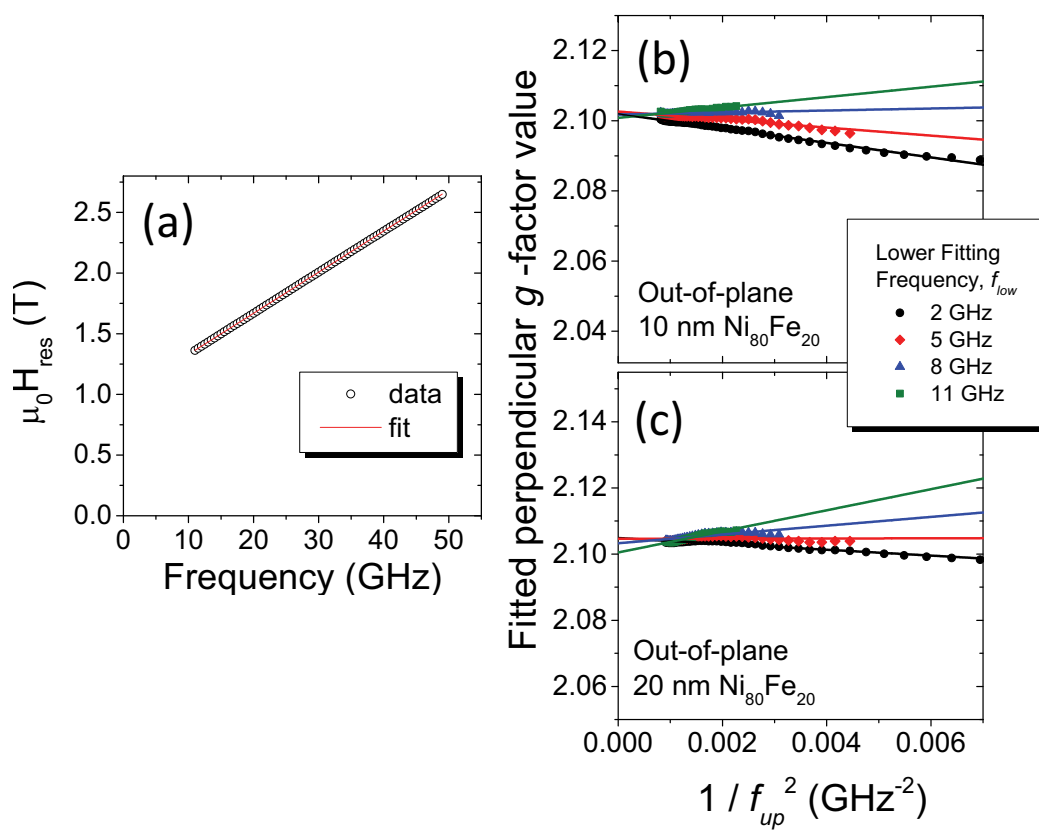 (a)
μ₀H_res (T)
2.5
2.0
1.5
1.0
0.5
0.0
data
fit
0 10 20 30 40 50
Frequency (GHz)
Fitted perpendicular g -factor value
(b)
2.12
2.10
2.08
2.06
2.04
Out-of-plane
10 nm Ni₈₀Fe₂₀
Lower Fitting
Frequency, f_low
2 GHz
5 GHz
8 GHz
11 GHz
(c)
2.14
2.12
2.10
2.08
2.06
Out-of-plane
20 nm Ni₈₀Fe₂₀
0.000 0.002 0.004 0.006
1 / f_up² (GHz⁻²)